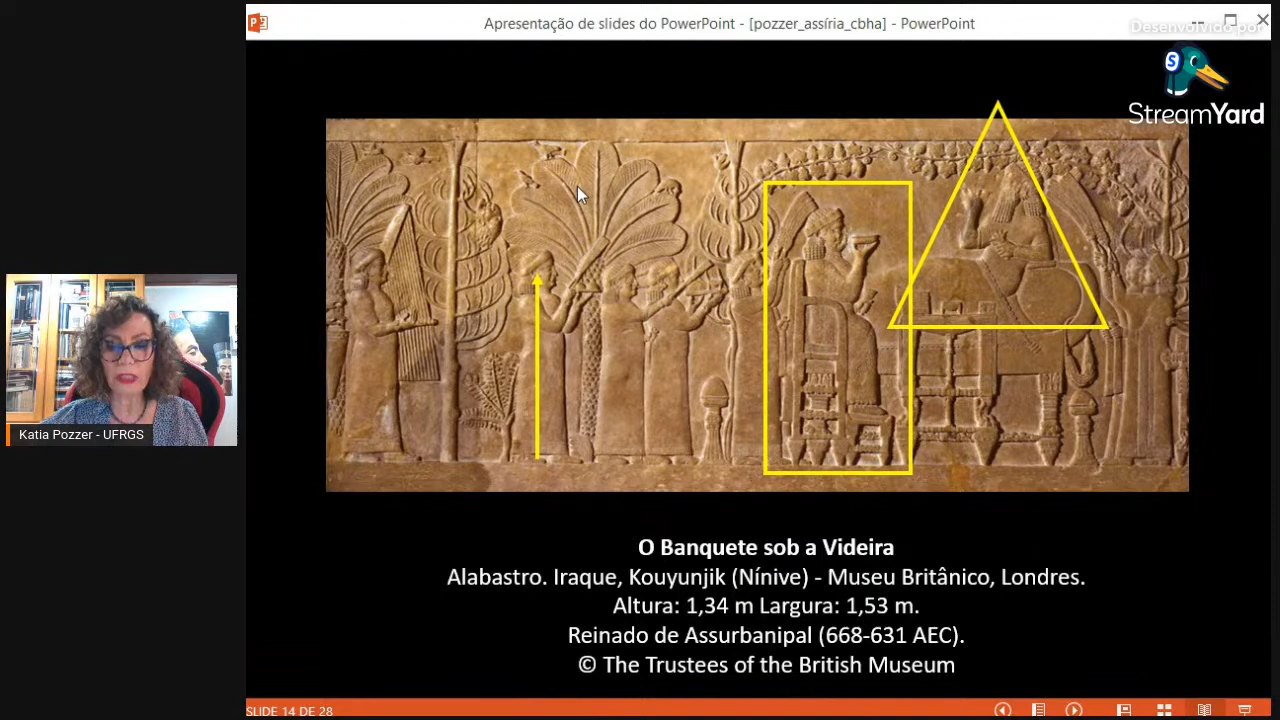 Apresentação de slides do PowerPoint - [pozzer_assíria_cbha] - PowerPoint
Desenvolvido por
S
StreamYard
Katia Pozzer - UFRGS
O Banquete sob a Videira
Alabastro. Iraque, Kouyunjik (Nínive) - Museu Britânico, Londres.
Altura: 1,34 m Largura: 1,53 m.
Reinado de Assurbanipal (668-631 AEC).
© The Trustees of the British Museum
SLIDE 14 DE 28